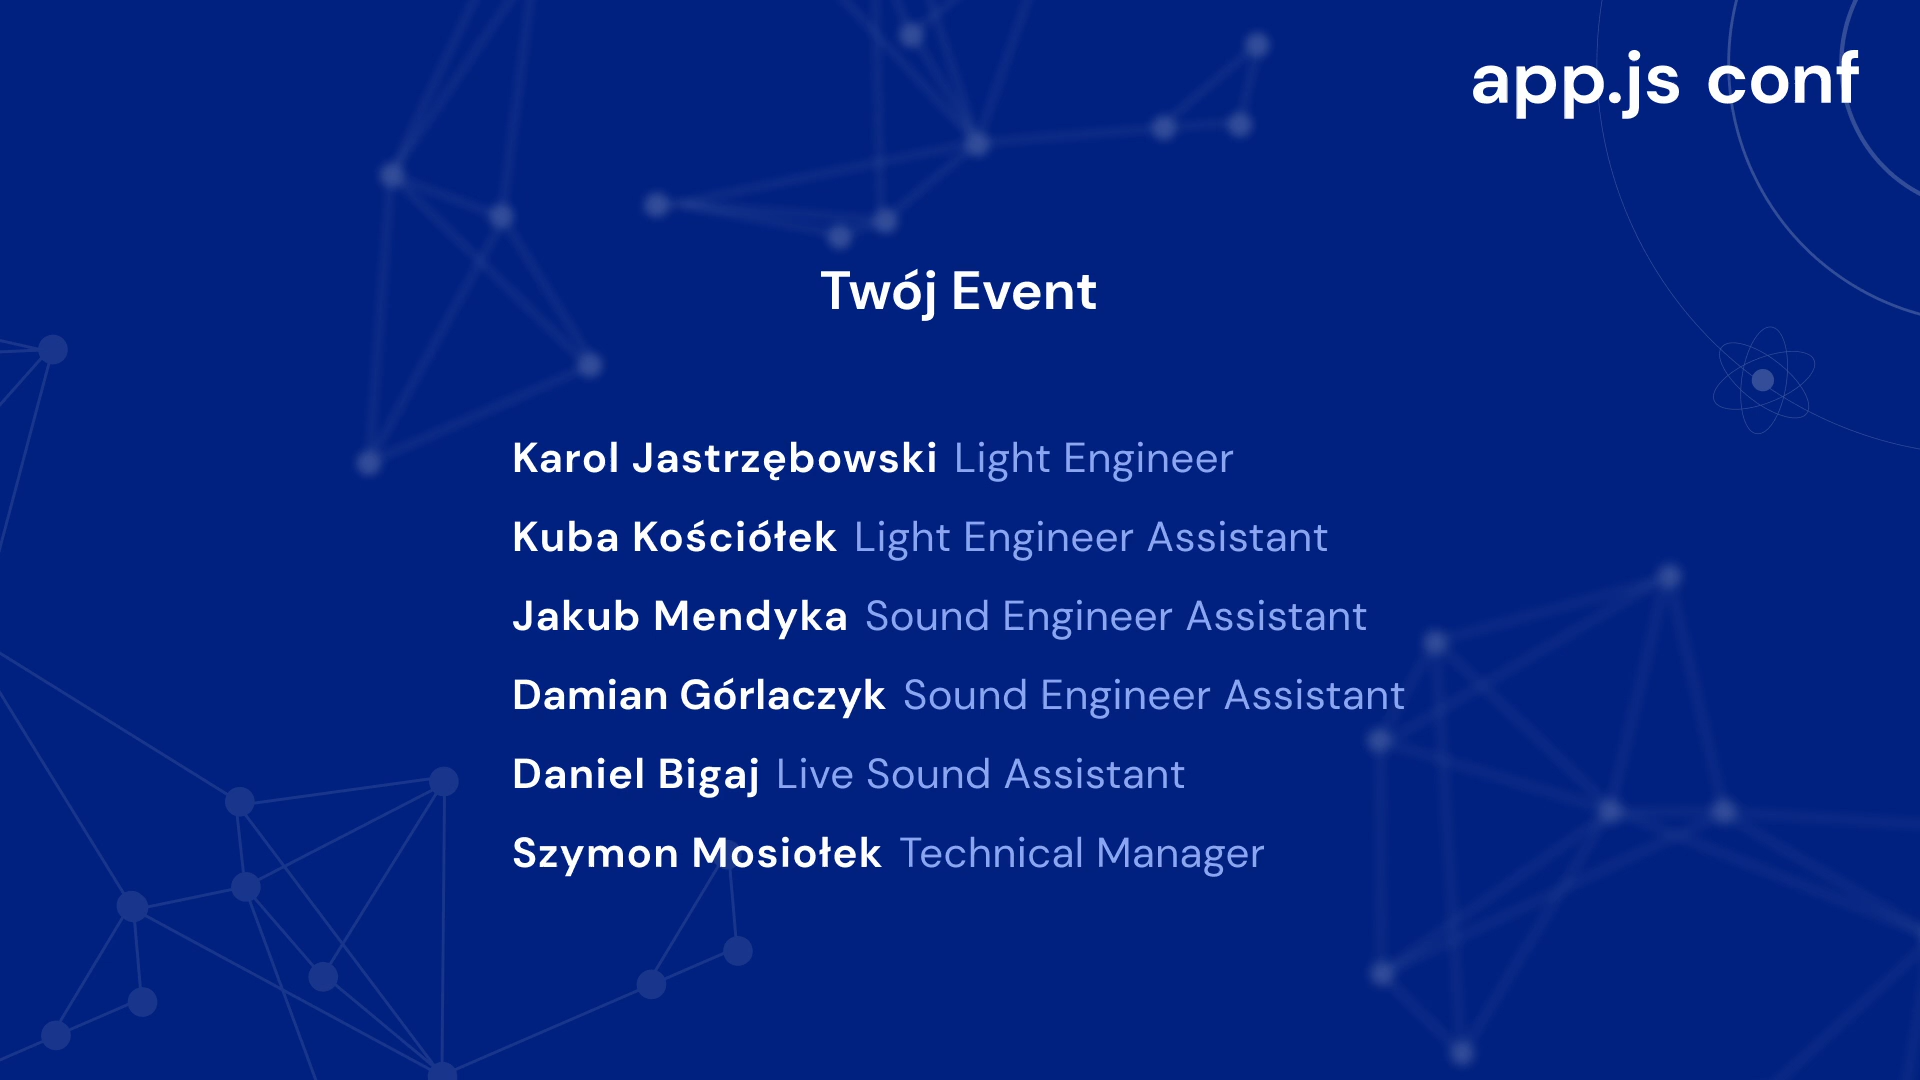 app.js conf
Twój Event
Karol Jastrzębowski Light Engineer
Kuba Kościółek Light Engineer Assistant
Jakub Mendyka Sound Engineer Assistant
Damian Górlaczyk Sound Engineer Assistant
Daniel Bigaj Live Sound Assistant
Szymon Mosiołek Technical Manager